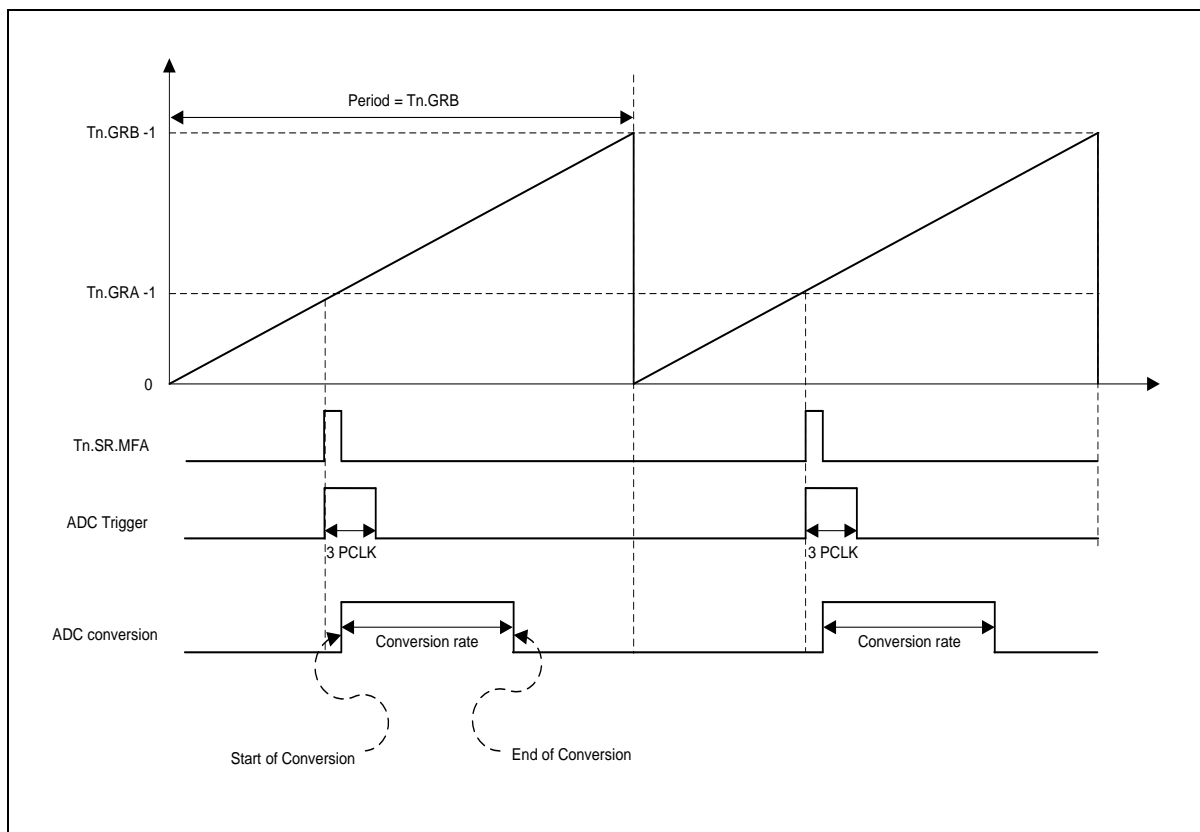 Period = Tn.GRB
Tn.GRB -1
Tn.GRA -1
0
Tn.SR.MFA
ADC Trigger
3 PCLK
3 PCLK
ADC conversion
Conversion rate
Conversion rate
Start of Conversion
End of Conversion